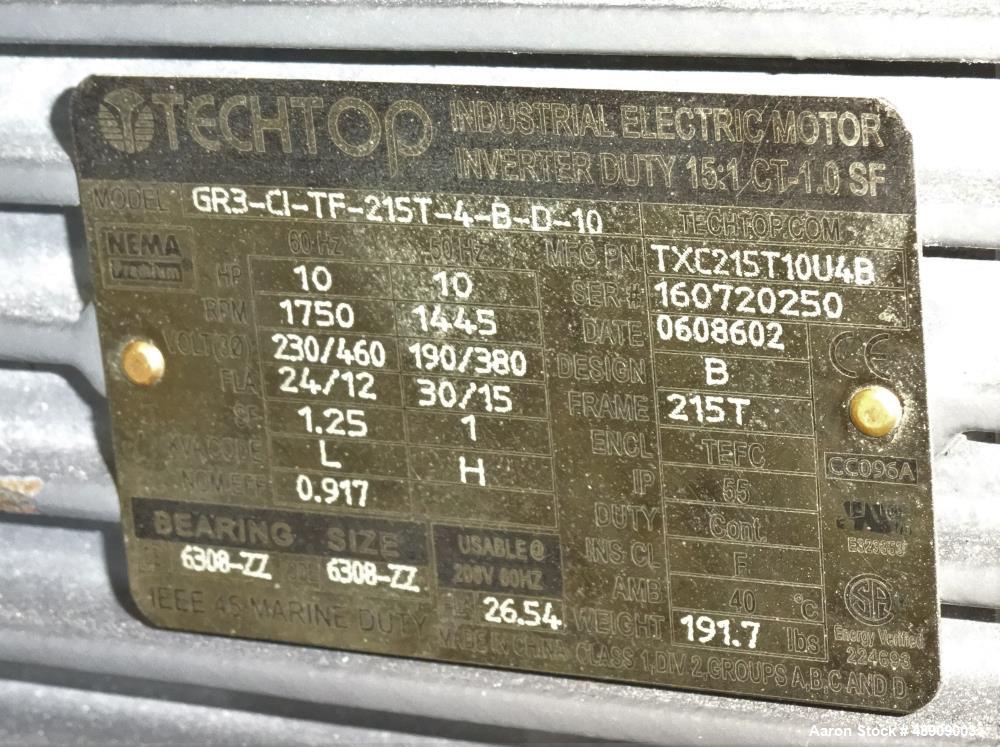 TECHTOP
INDUSTRIAL ELECTRIC MOTOR
INVERTER DUTY 15:1 CT-1.0 SF
MODEL GR3-CI-TF-215T-4-B-D-10 TECHTOP.COM
NEMA Premium
60 Hz 50 Hz MFG PN TXC215T10U4B
HP 10 10 SER # 160720250
RPM 1750 1445 DATE 0608602
VOLT(3Ø) 230/460 190/380 DESIGN B CE
FLA 24/12 30/15 FRAME 215T
SF 1.25 1 ENCL TEFC
KVA CODE L H IP 55 CC096A
NOM.EFF 0.917 DUTY Cont
BEARING SIZE USABLE@ INS CL F
6308-ZZ 6308-ZZ 208V 60HZ AMB 40 °C
IEEE 45 MARINE DUTY 26.54 WEIGHT 191.7 lbs
Energy Verified
224693
MADE IN CHINA CLASS 1,DIV 2,GROUPS A,B,C AND D
Aaron Stock #